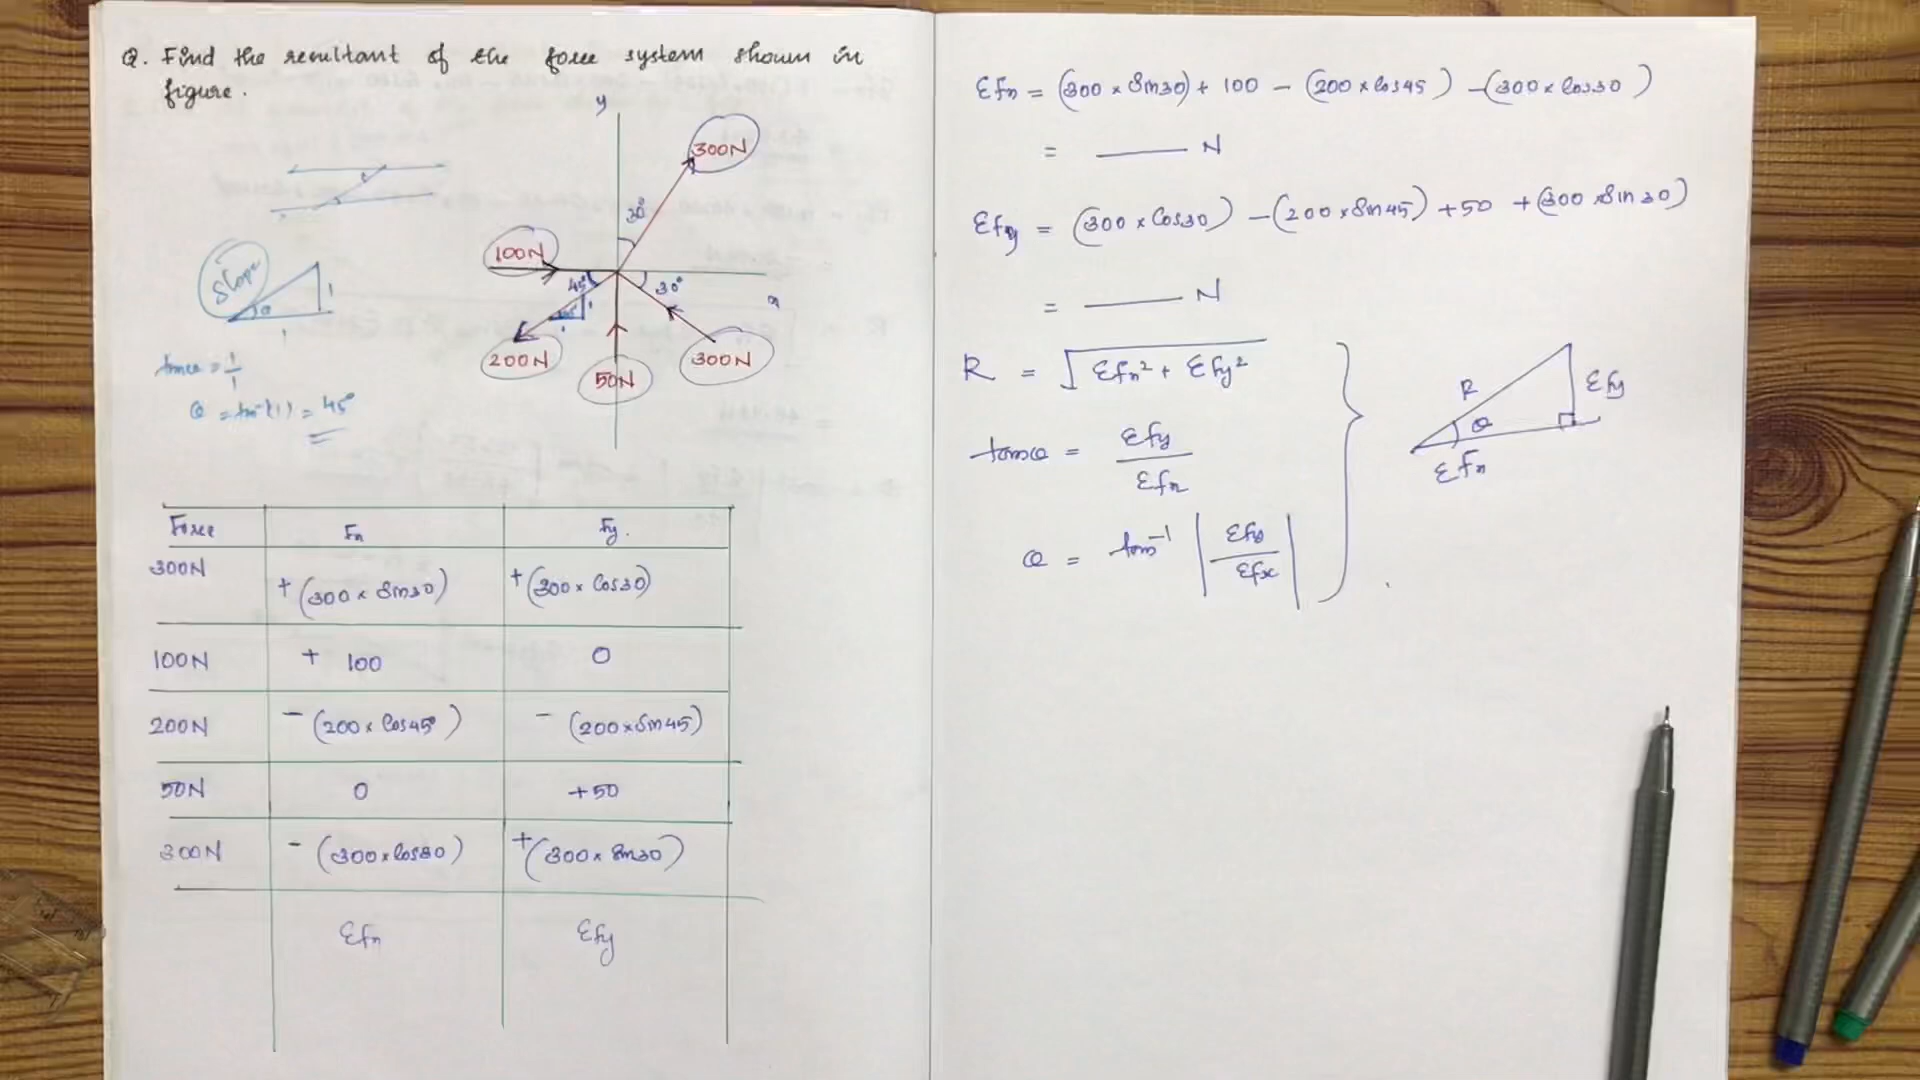 Q. Find the resultant of the force system shown in
figure.
y
300N
30°
100N
45°
30°
x
200N
50N
300N
Slope
θ
1
1
tanθ = 1/1
θ = tan⁻¹(1) = 45°
Force Fx Fy.
300N +(300 × Sin30) +(300 × Cos30)
100N + 100 0
200N -(200 × Cos45°) -(200 × Sin45)
50N 0 +50
300N -(300 × Cos30) +(300 × Sin30)
Σfx Σfy
Σfx = (300 × Sin30) + 100 - (200 × Cos45) - (300 × Cos30)
= ——— N
Σfy = (300 × Cos30) - (200 × Sin45) + 50 + (300 × Sin30)
= ——— N
R = √(Σfx² + Σfy²)
tanθ = Σfy / Σfx
θ = tan⁻¹ |Σfy / Σfx|
R
θ
Σfy
Σfx